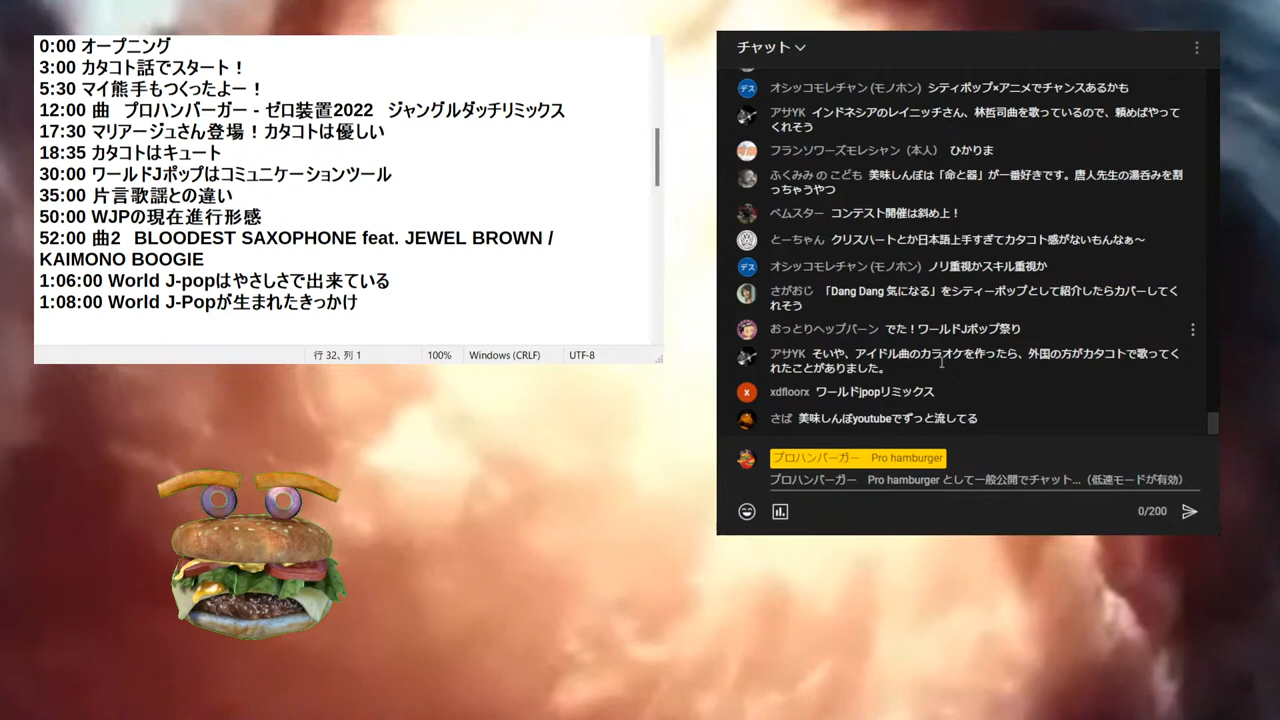 0:00 オープニング
3:00 カタコト話でスタート！
5:30 マイ熊手もつくったよー！
12:00 曲　プロハンバーガー - ゼロ装置2022　ジャングルダッチリミックス
17:30 マリアージュさん登場！カタコトは優しい
18:35 カタコトはキュート
30:00 ワールドJポップはコミュニケーションツール
35:00 片言歌謡との違い
50:00 WJPの現在進行形感
52:00 曲2　BLOODEST SAXOPHONE feat. JEWEL BROWN /
KAIMONO BOOGIE
1:06:00 World J-popはやさしさで出来ている
1:08:00 World J-Popが生まれたきっかけ
行 32、列 1
100%
Windows (CRLF)
UTF-8
チャット
デス オシッコモレチャン (モノホン) シティポップ×アニメでチャンスあるかも
アサYK インドネシアのレイニッチさん、林哲司曲を歌っているので、頼めばやって
くれそう
フランソワーズモレシャン（本人） ひかりま
ふくみみ の こども 美味しんぼは「命と器」が一番好きです。唐人先生の湯呑みを割
っちゃうやつ
ベムスター コンテスト開催は斜め上！
とーちゃん クリスハートとか日本語上手すぎてカタコト感がないもんなぁ〜
デス オシッコモレチャン (モノホン) ノリ重視かスキル重視か
さがおじ 「Dang Dang 気になる」をシティーポップとして紹介したらカバーしてく
れそう
おっとりヘップバーン でた！ワールドJポップ祭り
アサYK そいや、アイドル曲のカラオケを作ったら、外国の方がカタコトで歌ってく
れたことがありました。
x xdfloorx ワールドjpopリミックス
さば 美味しんぼyoutubeでずっと流してる
プロハンバーガー　Pro hamburger
プロハンバーガー　Pro hamburger として一般公開でチャット...（低速モードが有効）
0/200